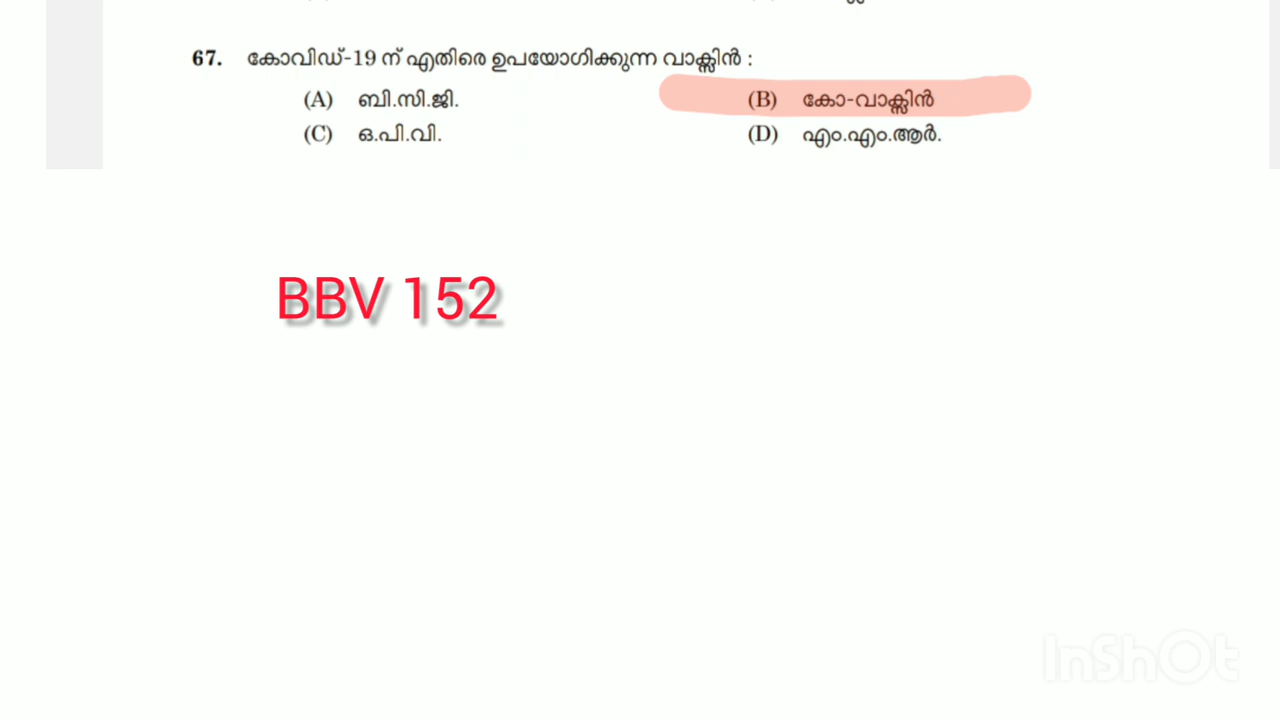 67. കോവിഡ്-19 ന് എതിരെ ഉപയോഗിക്കുന്ന വാക്സിൻ :
(A) ബി.സി.ജി. (B) കോ-വാക്സിൻ
(C) ഒ.പി.വി. (D) എം.എം.ആർ.
BBV 152
InShOt